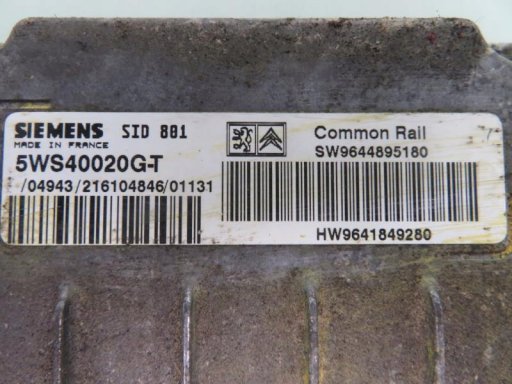 SIEMENS SID 801
MADE IN FRANCE
5WS40020G-T
/04943/216104846/01131
Common Rail
SW9644895180
HW9641849280